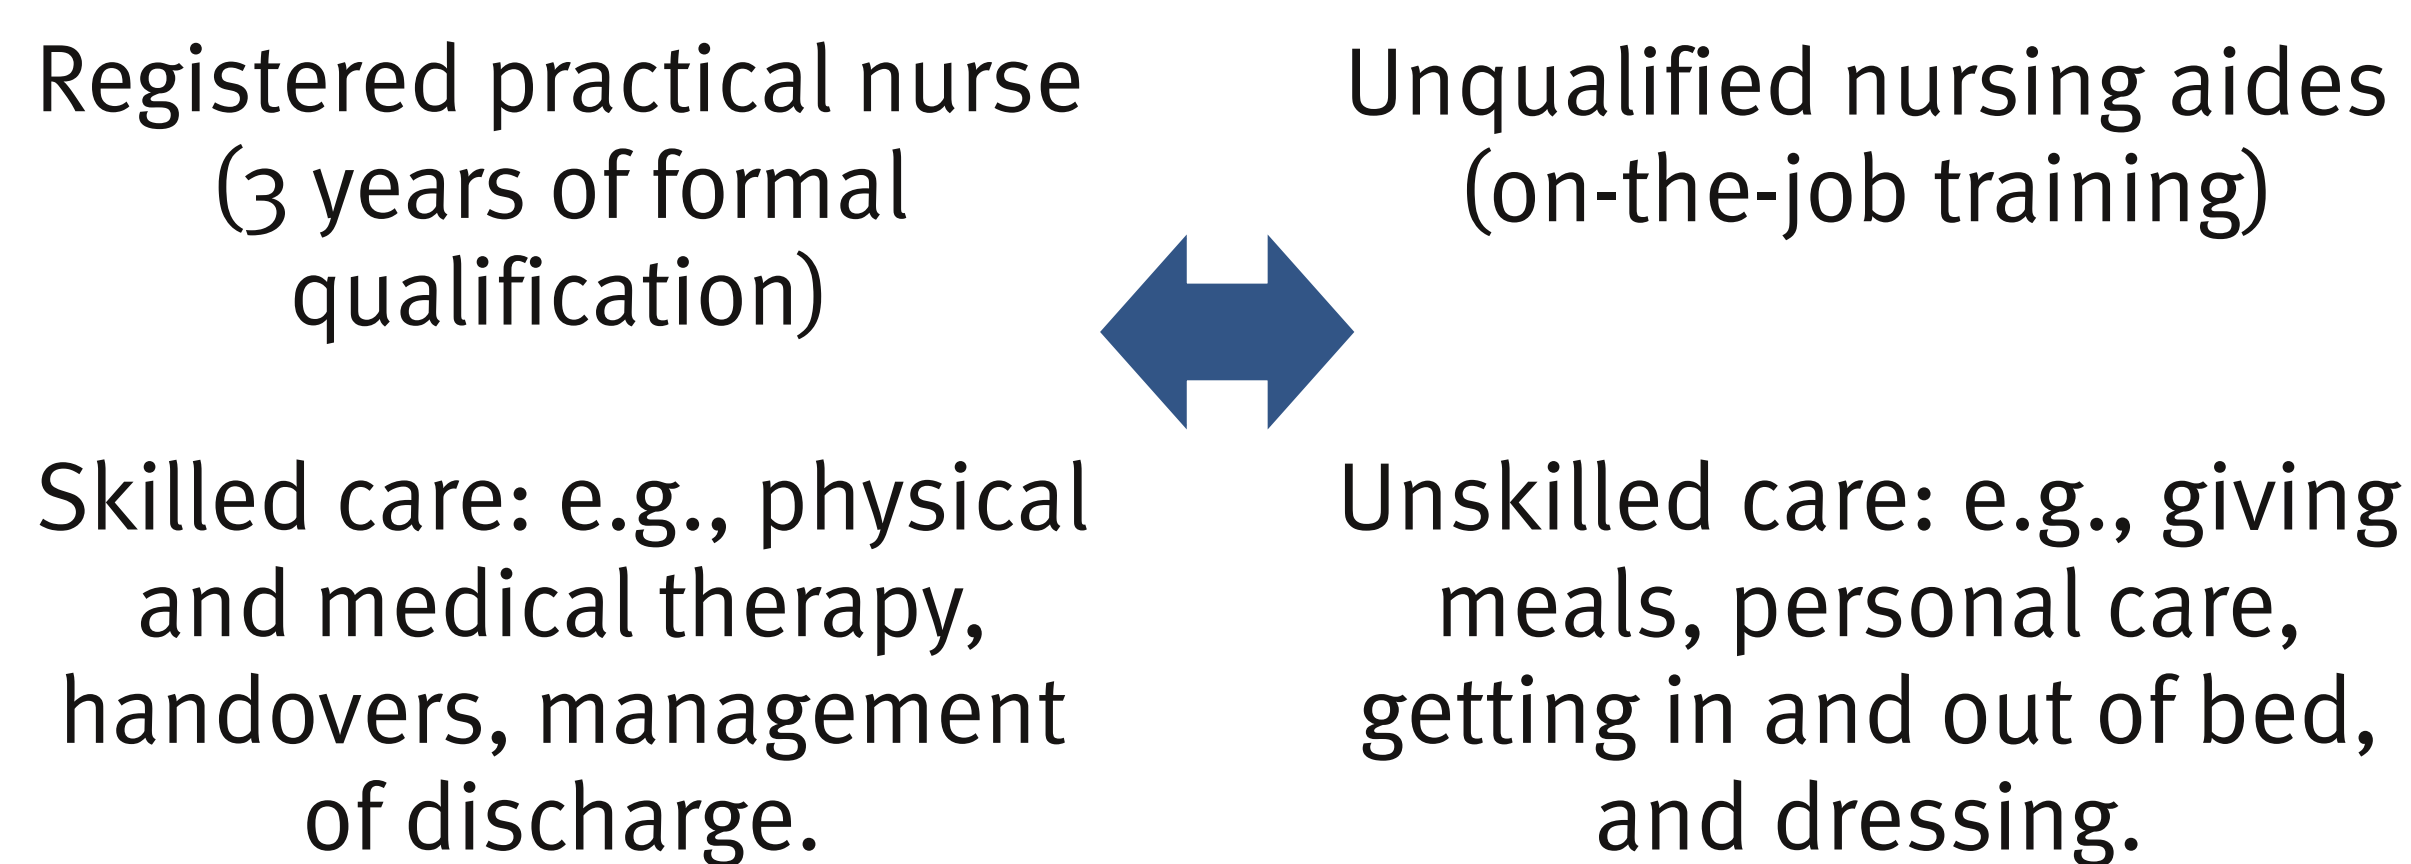 Registered practical nurse
(3 years of formal
qualification)
Skilled care: e.g., physical
and medical therapy,
handovers, management
of discharge.
Unqualified nursing aides
(on-the-job training)
Unskilled care: e.g., giving
meals, personal care,
getting in and out of bed,
and dressing.